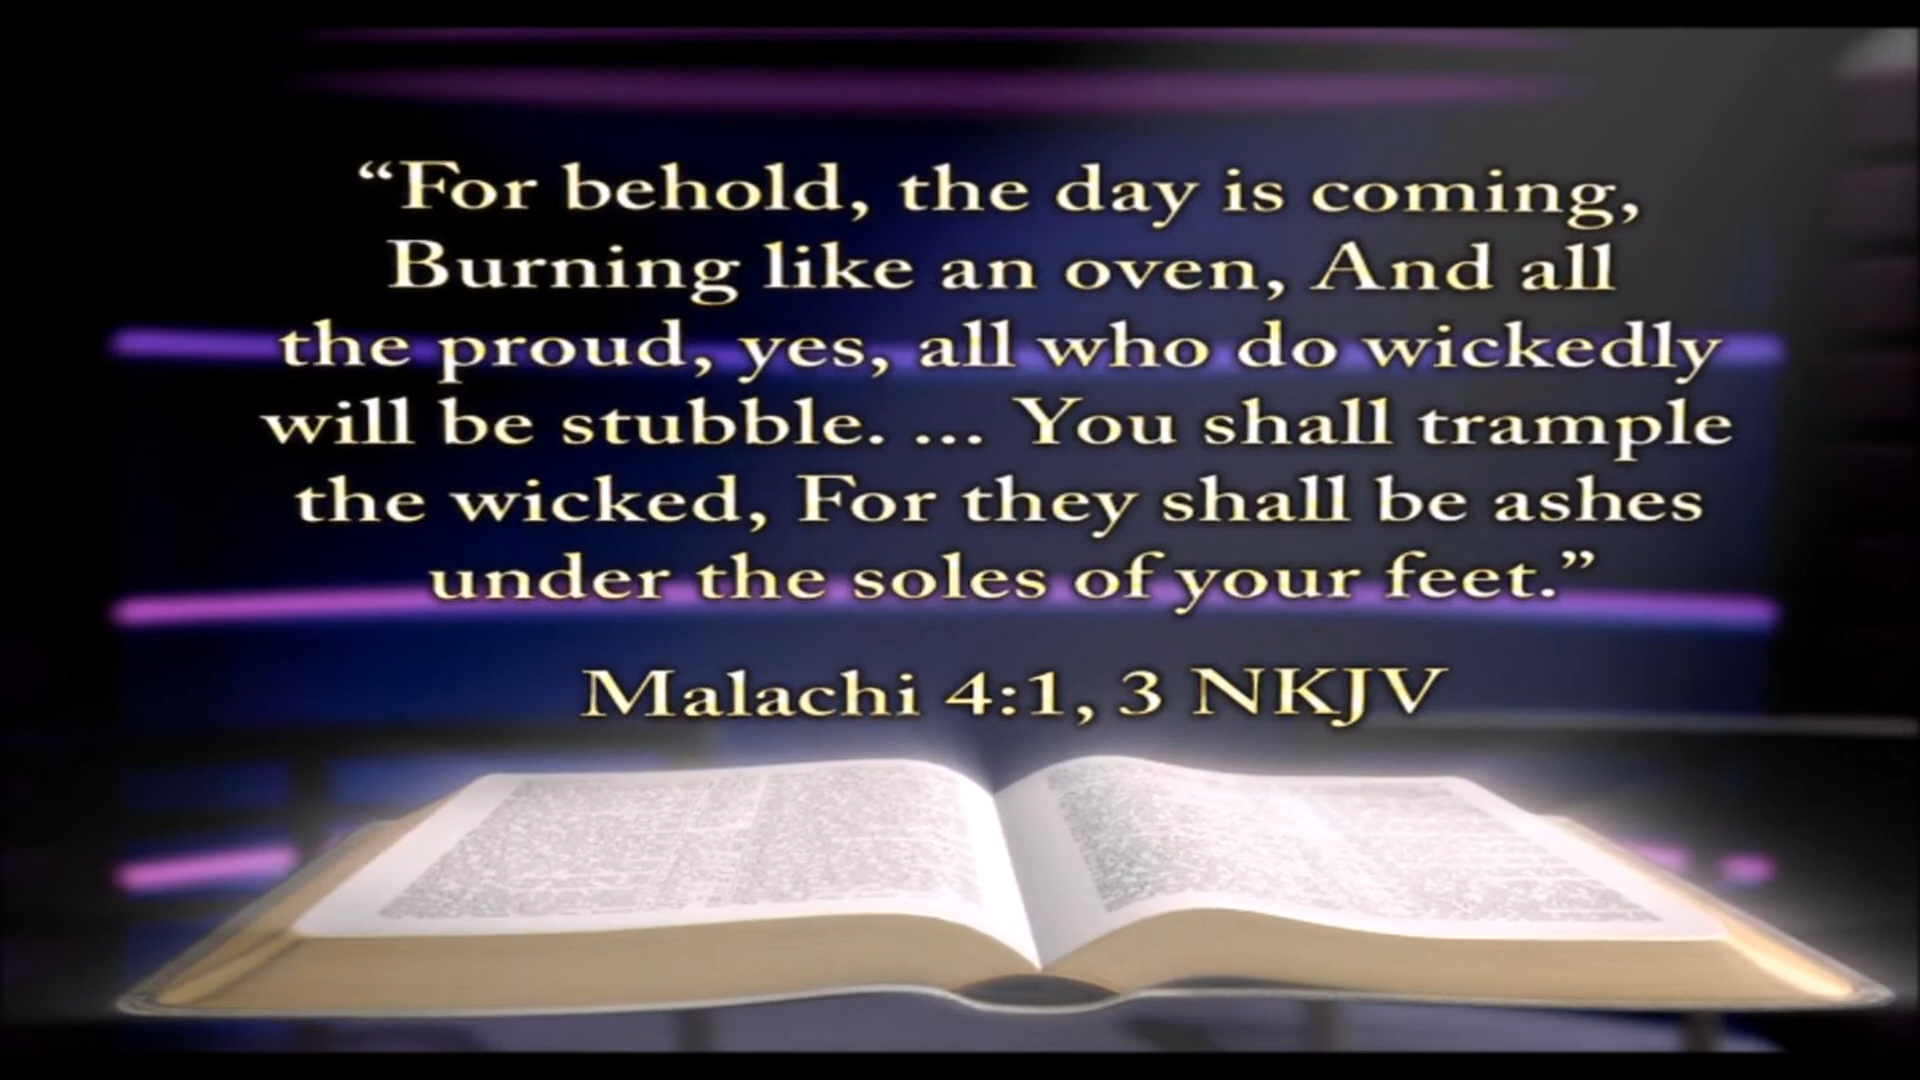 “For behold, the day is coming,
Burning like an oven, And all
the proud, yes, all who do wickedly
will be stubble. ... You shall trample
the wicked, For they shall be ashes
under the soles of your feet.”
Malachi 4:1, 3 NKJV